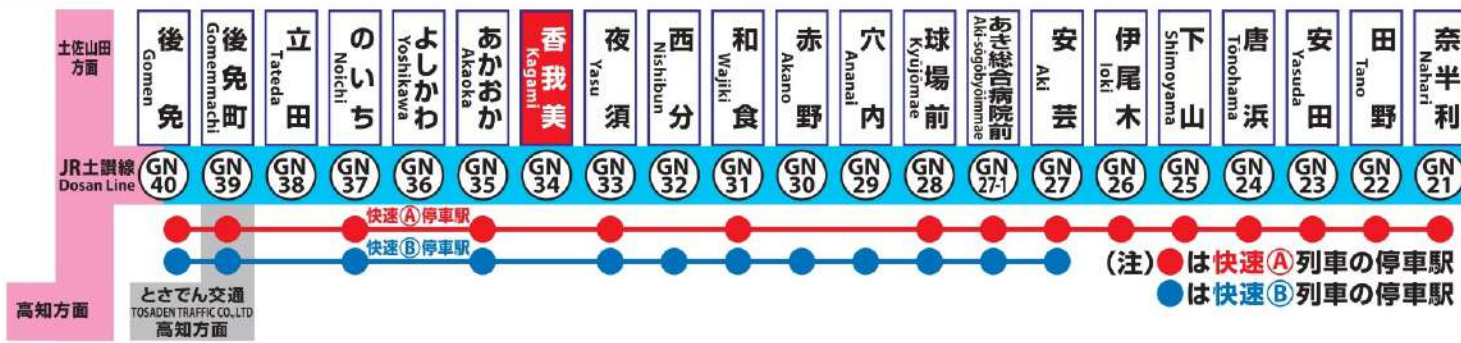 土佐山田
方面
後免
Gomen
後免町
Gomemmachi
立田
Tateda
のいち
Noichi
よしかわ
Yoshikawa
あかおか
Akaoka
香我美
Kagami
夜須
Yasu
西分
Nishibun
和食
Wajiki
赤野
Akano
穴内
Ananai
球場前
Kyūjōmae
あき総合病院前
Aki-sōgōbyōimmae
安芸
Aki
伊尾木
Ioki
下山
Shimoyama
唐浜
Tōnohama
安田
Yasuda
田野
Tano
奈半利
Nahari
JR土讃線
Dosan Line
GN
40
GN
39
GN
38
GN
37
GN
36
GN
35
GN
34
GN
33
GN
32
GN
31
GN
30
GN
29
GN
28
GN
27-1
GN
27
GN
26
GN
25
GN
24
GN
23
GN
22
GN
21
快速Ⓐ停車駅
快速Ⓑ停車駅
(注)●は快速Ⓐ列車の停車駅
●は快速Ⓑ列車の停車駅
高知方面
とさでん交通
TOSADEN TRAFFIC CO.,LTD
高知方面